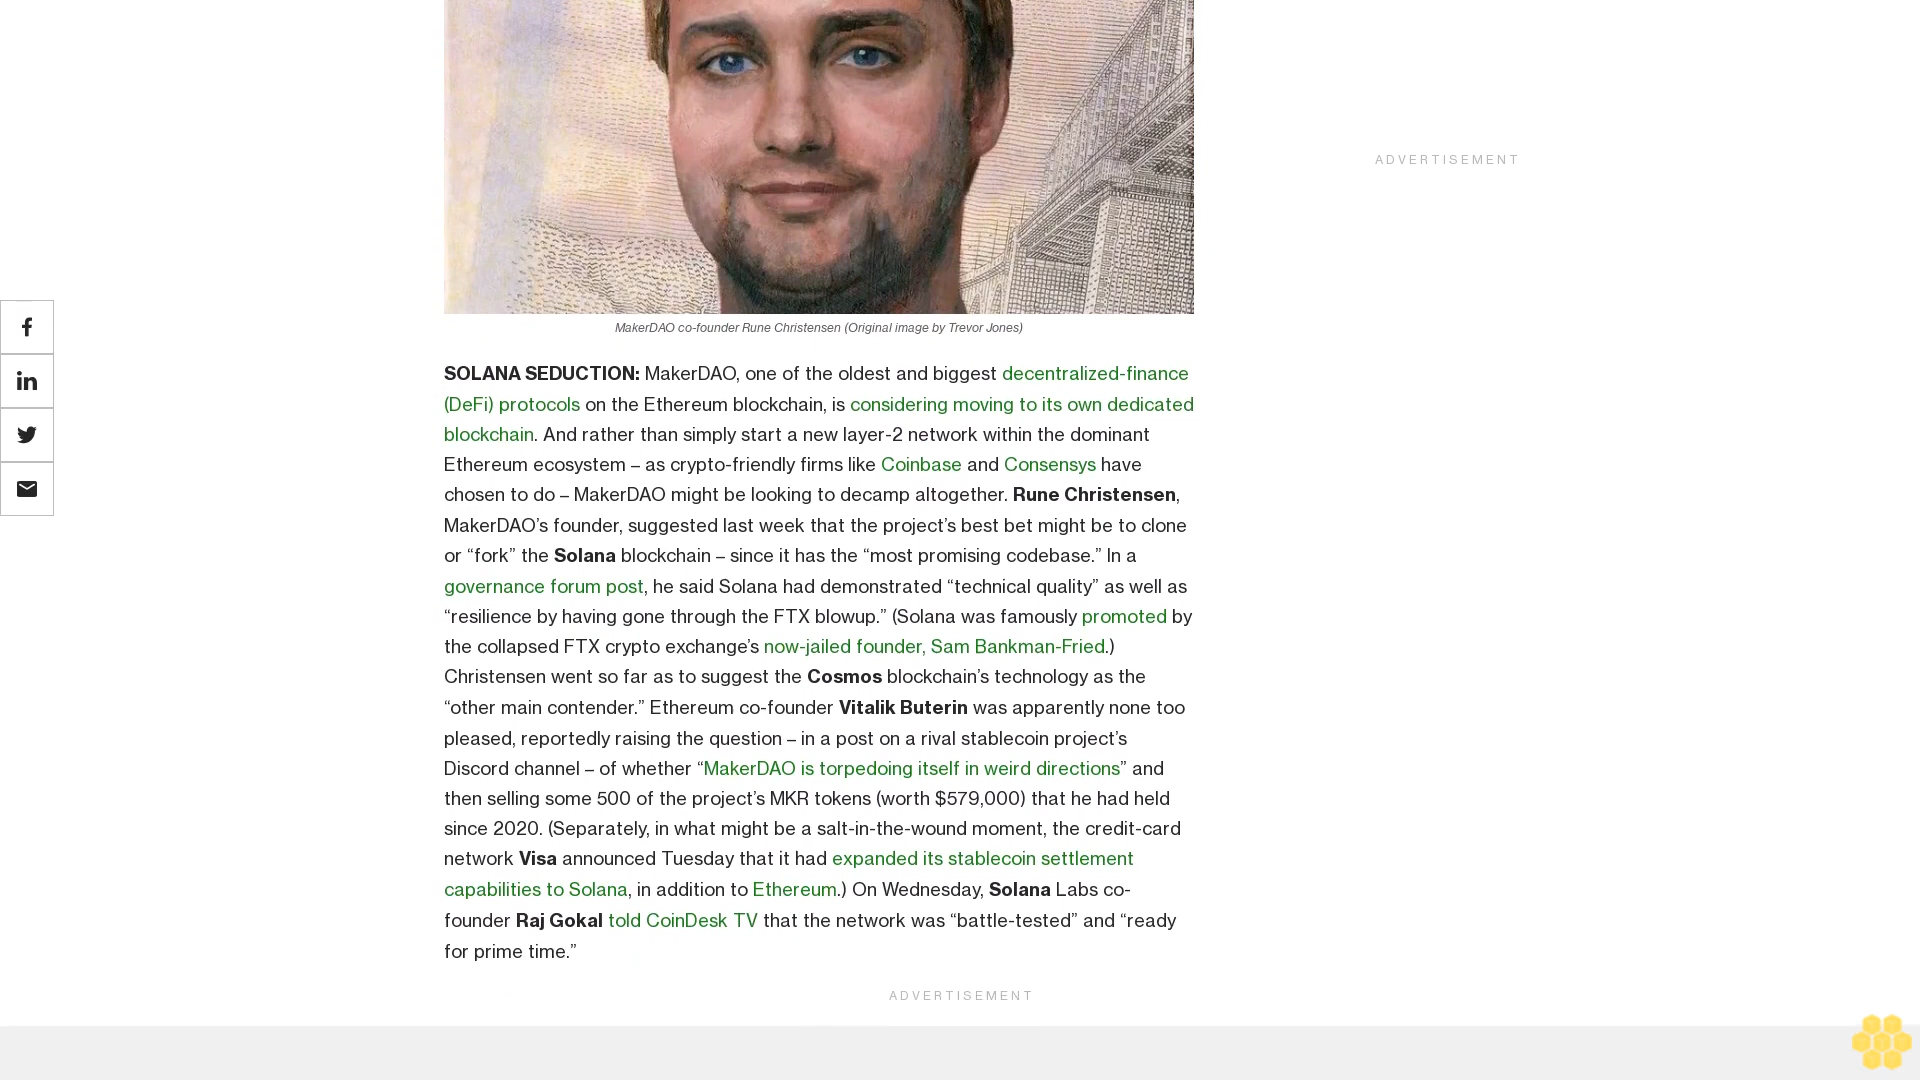 ADVERTISEMENT
MakerDAO co-founder Rune Christensen (Original image by Trevor Jones)
SOLANA SEDUCTION: MakerDAO, one of the oldest and biggest decentralized-finance
(DeFi) protocols on the Ethereum blockchain, is considering moving to its own dedicated
blockchain. And rather than simply start a new layer-2 network within the dominant
Ethereum ecosystem – as crypto-friendly firms like Coinbase and Consensys have
chosen to do – MakerDAO might be looking to decamp altogether. Rune Christensen,
MakerDAO’s founder, suggested last week that the project’s best bet might be to clone
or “fork” the Solana blockchain – since it has the “most promising codebase.” In a
governance forum post, he said Solana had demonstrated “technical quality” as well as
“resilience by having gone through the FTX blowup.” (Solana was famously promoted by
the collapsed FTX crypto exchange’s now-jailed founder, Sam Bankman-Fried.)
Christensen went so far as to suggest the Cosmos blockchain’s technology as the
“other main contender.” Ethereum co-founder Vitalik Buterin was apparently none too
pleased, reportedly raising the question – in a post on a rival stablecoin project’s
Discord channel – of whether “MakerDAO is torpedoing itself in weird directions” and
then selling some 500 of the project’s MKR tokens (worth $579,000) that he had held
since 2020. (Separately, in what might be a salt-in-the-wound moment, the credit-card
network Visa announced Tuesday that it had expanded its stablecoin settlement
capabilities to Solana, in addition to Ethereum.) On Wednesday, Solana Labs co-
founder Raj Gokal told CoinDesk TV that the network was “battle-tested” and “ready
for prime time.”
ADVERTISEMENT